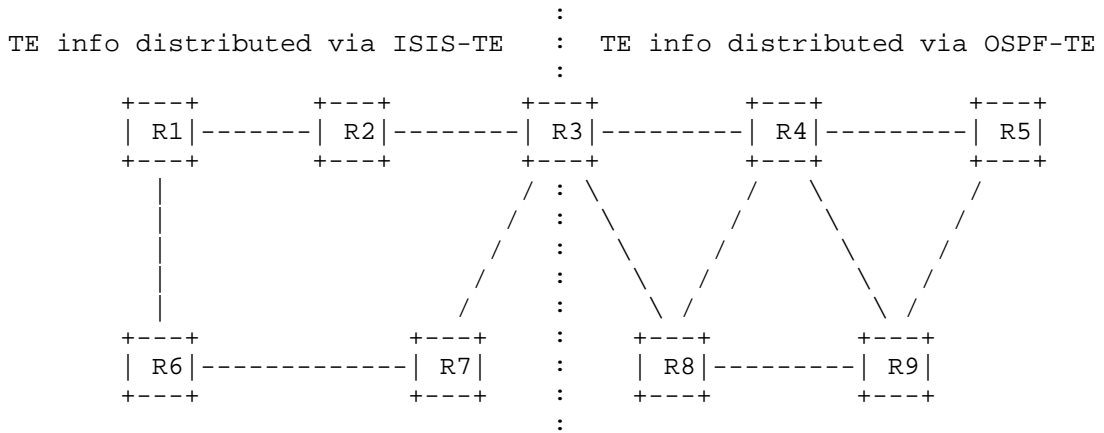 TE info distributed via ISIS-TE : TE info distributed via OSPF-TE
R1 R2 R3 R4 R5
R6 R7 R8 R9